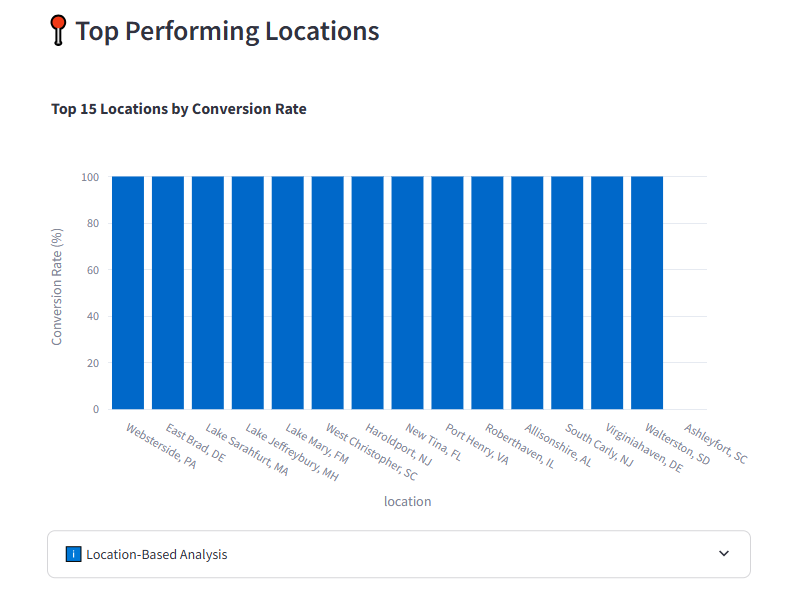 Top Performing Locations
Top 15 Locations by Conversion Rate
Conversion Rate (%)
100
80
60
40
20
0
Websterside, PA
East Brad, DE
Lake Sarahfurt, MA
Lake Jeffreybury, MH
Lake Mary, FM
West Christopher, SC
Haroldport, NJ
New Tina, FL
Port Henry, VA
Roberthaven, IL
Allisonshire, AL
South Carly, NJ
Virginiahaven, DE
Walterston, SD
Ashleyfort, SC
location
i Location-Based Analysis